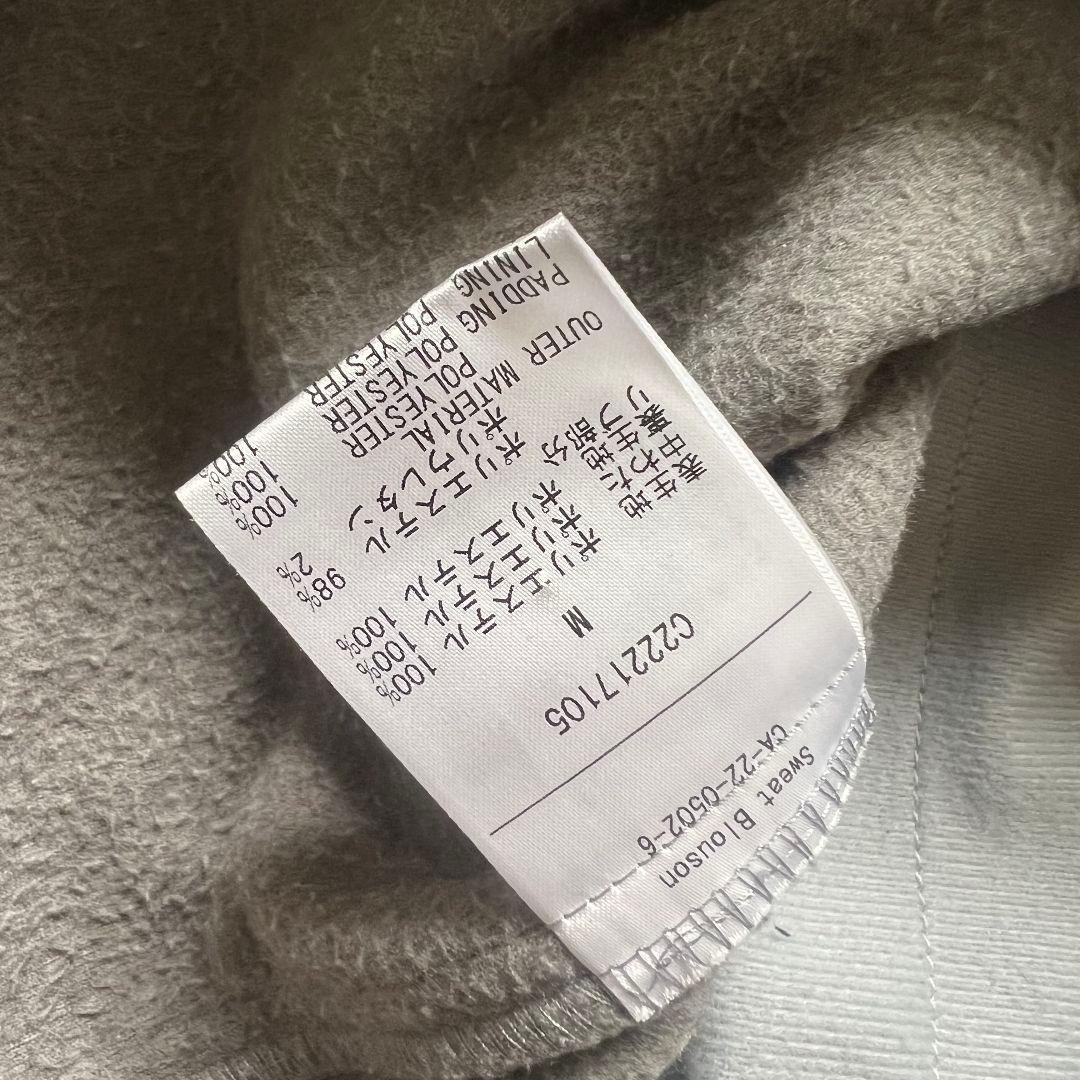 Sweat Blouson
CA-22-0502-6
C22217105
M
表生地 ポリエステル 100%
中わた ポリエステル 100%
裏生地 ポリエステル 100%
リブ部分 ポリエステル 98%
ポリウレタン 2%
OUTER MATERIAL
POLYESTER 100%
PADDING POLYESTER 100%
LINING POLYESTER 100%